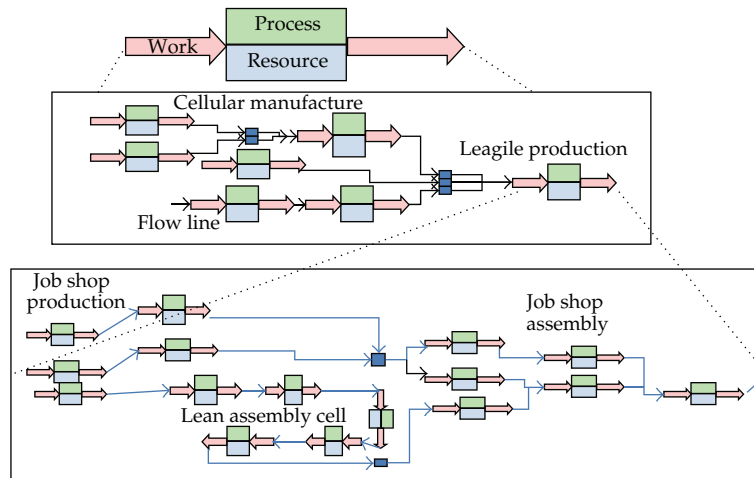 Process
Work
Resource
Cellular manufacture
Leagile production
Flow line
Job shop
production
Job shop
assembly
Lean assembly cell